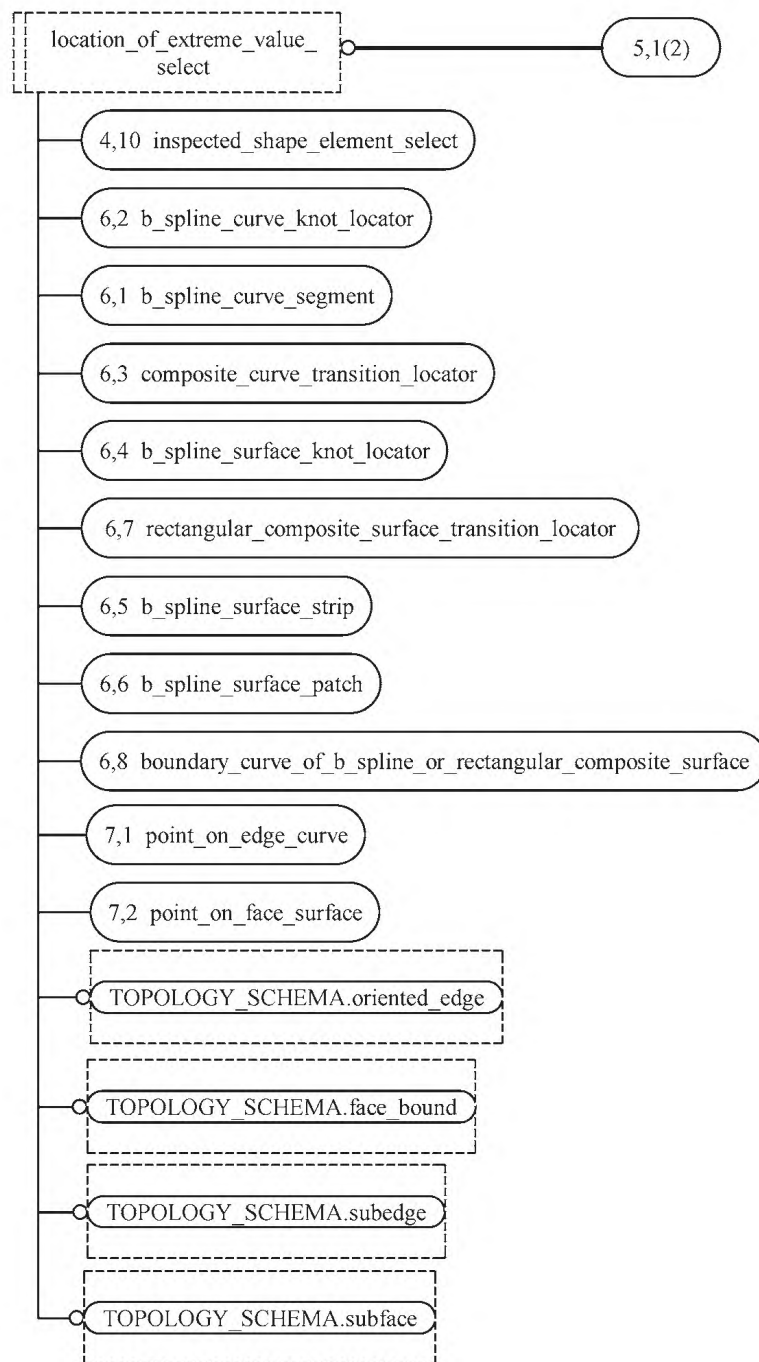 location_of_extreme_value_
select
5,1(2)
4,10 inspected_shape_element_select
6,2 b_spline_curve_knot_locator
6,1 b_spline_curve_segment
6,3 composite_curve_transition_locator
6,4 b_spline_surface_knot_locator
6,7 rectangular_composite_surface_transition_locator
6,5 b_spline_surface_strip
6,6 b_spline_surface_patch
6,8 boundary_curve_of_b_spline_or_rectangular_composite_surface
7,1 point_on_edge_curve
7,2 point_on_face_surface
TOPOLOGY_SCHEMA.oriented_edge
TOPOLOGY_SCHEMA.face_bound
TOPOLOGY_SCHEMA.subedge
TOPOLOGY_SCHEMA.subface